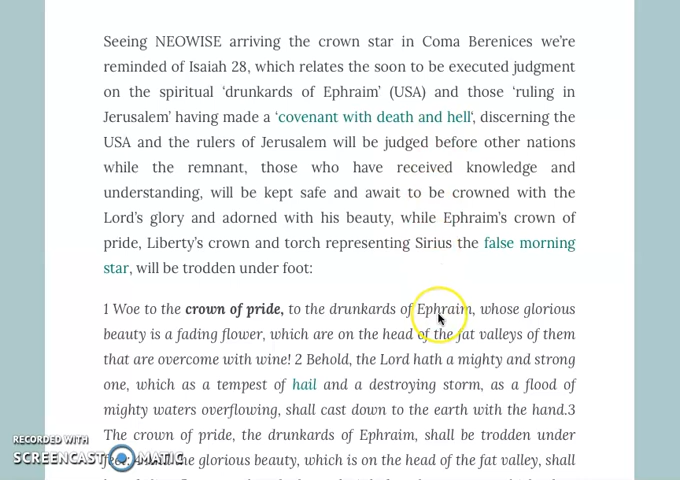 Seeing NEOWISE arriving the crown star in Coma Berenices we're
reminded of Isaiah 28, which relates the soon to be executed judgment
on the spiritual 'drunkards of Ephraim' (USA) and those 'ruling in
Jerusalem' having made a 'covenant with death and hell', discerning the
USA and the rulers of Jerusalem will be judged before other nations
while the remnant, those who have received knowledge and
understanding, will be kept safe and await to be crowned with the
Lord's glory and adorned with his beauty, while Ephraim's crown of
pride, Liberty's crown and torch representing Sirius the false morning
star, will be trodden under foot:
1 Woe to the crown of pride, to the drunkards of Ephraim, whose glorious
beauty is a fading flower, which are on the head of the fat valleys of them
that are overcome with wine! 2 Behold, the Lord hath a mighty and strong
one, which as a tempest of hail and a destroying storm, as a flood of
mighty waters overflowing, shall cast down to the earth with the hand.3
The crown of pride, the drunkards of Ephraim, shall be trodden under
the glorious beauty, which is on the head of the fat valley, shall
RECORDED WITH
SCREENCAST MATIC